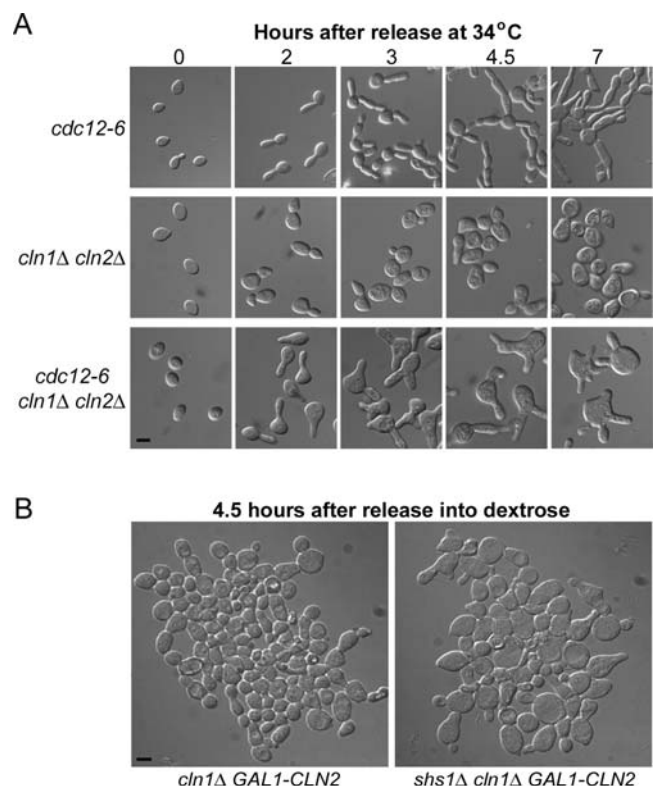 A
Hours after release at 34°C
0 2 3 4.5 7
cdc12-6
cln1Δ cln2Δ
cdc12-6
cln1Δ cln2Δ
B
4.5 hours after release into dextrose
cln1Δ GAL1-CLN2 shs1Δ cln1Δ GAL1-CLN2